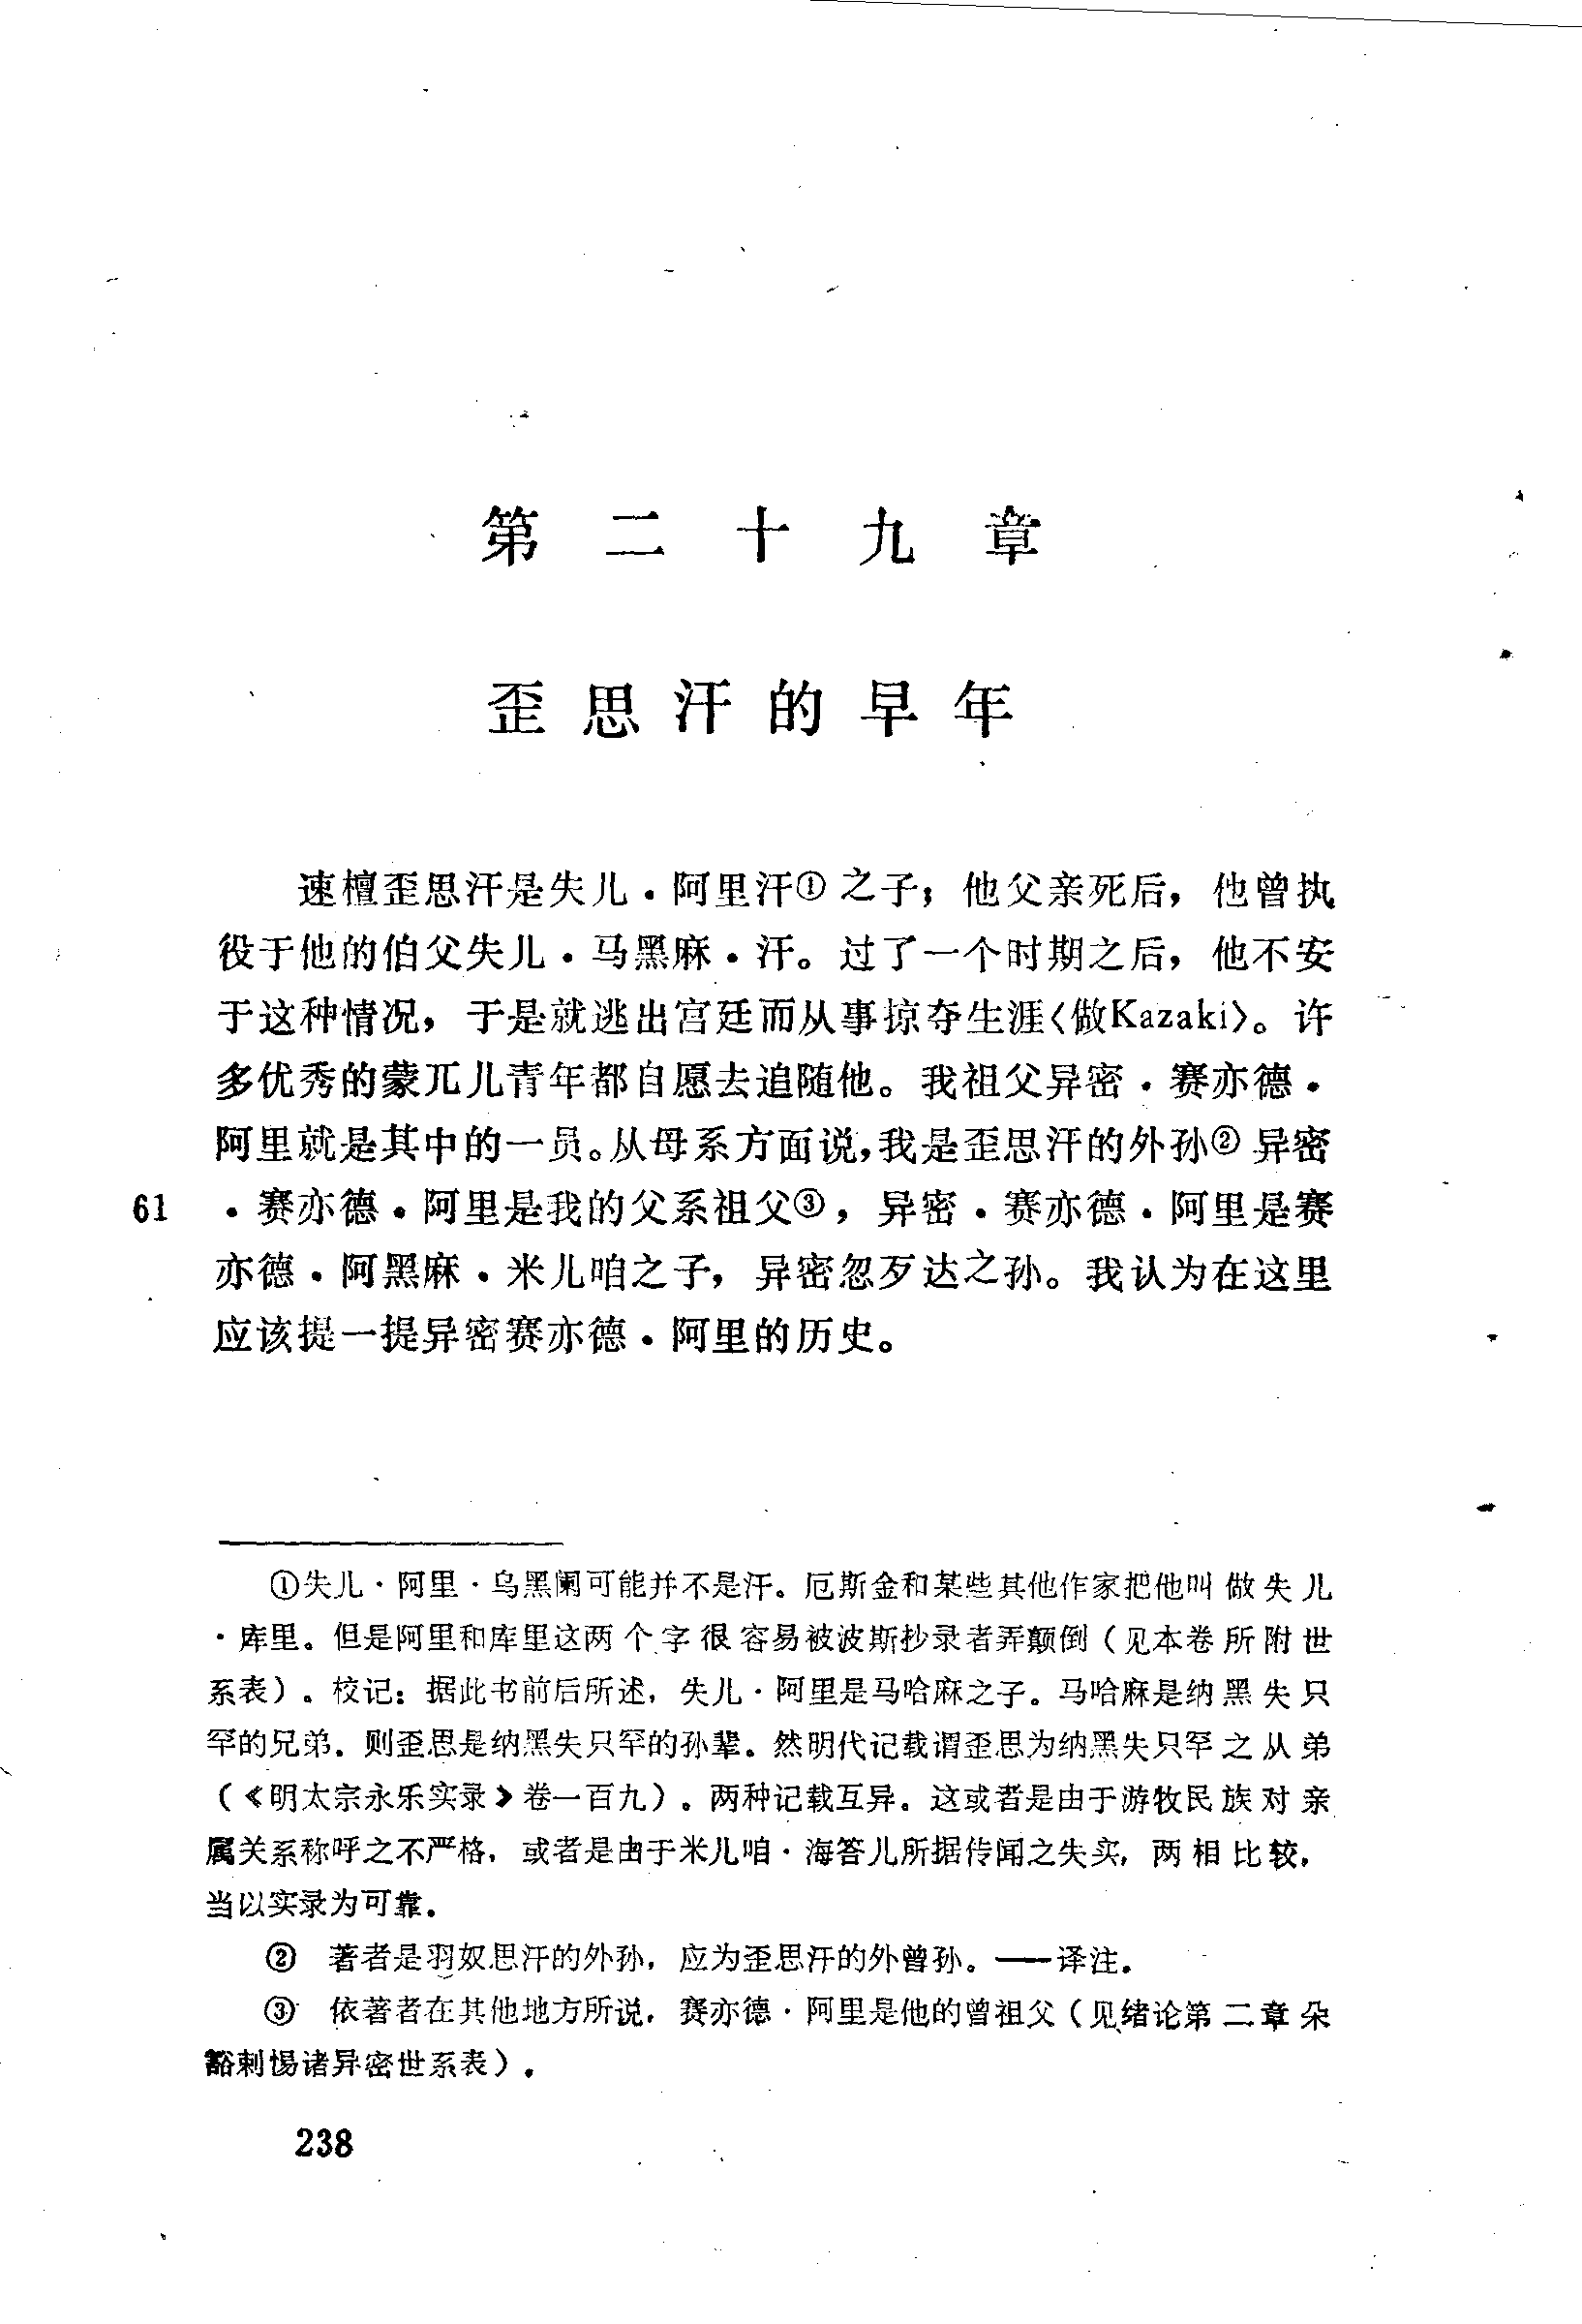 第二十九章
歪思汗的早年
速檀歪思汗是失儿·阿里汗①之子；他父亲死后，他曾执
役于他的伯父失儿·马黑麻·汗。过了一个时期之后，他不安
于这种情况，于是就逃出宫廷而从事掠夺生涯〈做Kazaki〉。许
多优秀的蒙兀儿青年都自愿去追随他。我祖父异密·赛亦德·
阿里就是其中的一员。从母系方面说，我是歪思汗的外孙②异密
61 ·赛亦德·阿里是我的父系祖父③，异密·赛亦德·阿里是赛
亦德·阿黑麻·米儿咱之子，异密忽歹达之孙。我认为在这里
应该提一提异密赛亦德·阿里的历史。
①失儿·阿里·乌黑阑可能并不是汗。厄斯金和某些其他作家把他叫做失儿
·库里。但是阿里和库里这两个字很容易被波斯抄录者弄颠倒（见本卷所附世
系表）。校记：据此书前后所述，失儿·阿里是马哈麻之子。马哈麻是纳黑失只
罕的兄弟。则歪思是纳黑失只罕的孙辈。然明代记载谓歪思为纳黑失只罕之从弟
（《明太宗永乐实录》卷一百九）。两种记载互异。这或者是由于游牧民族对亲
属关系称呼之不严格，或者是由于米儿咱·海答儿所据传闻之失实，两相比较，
当以实录为可靠。
② 著者是羽奴思汗的外孙，应为歪思汗的外曾孙。——译注。
③ 依著者在其他地方所说，赛亦德·阿里是他的曾祖父（见绪论第二章朵
豁剌惕诸异密世系表）。
238